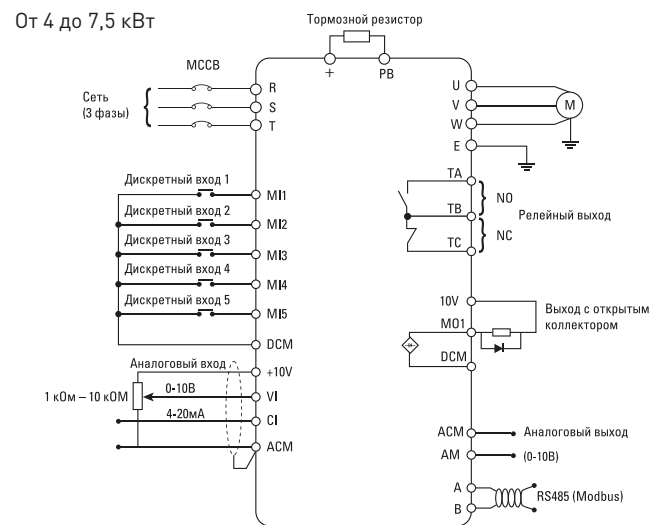 От 4 до 7,5 кВт
Тормозной резистор
+
PB
MCCB
Сеть
(3 фазы)
R
S
T
U
V
W
M
E
TA
TB
TC
NO
NC
Релейный выход
Дискретный вход 1
MI1
Дискретный вход 2
MI2
Дискретный вход 3
MI3
Дискретный вход 4
MI4
Дискретный вход 5
MI5
DCM
10V
MO1
DCM
Выход с открытым
коллектором
Аналоговый вход
+10V
1 кОм – 10 кОМ
0-10В
VI
4-20мА
CI
ACM
ACM
Аналоговый выход
AM
(0-10В)
A
B
RS485 (Modbus)